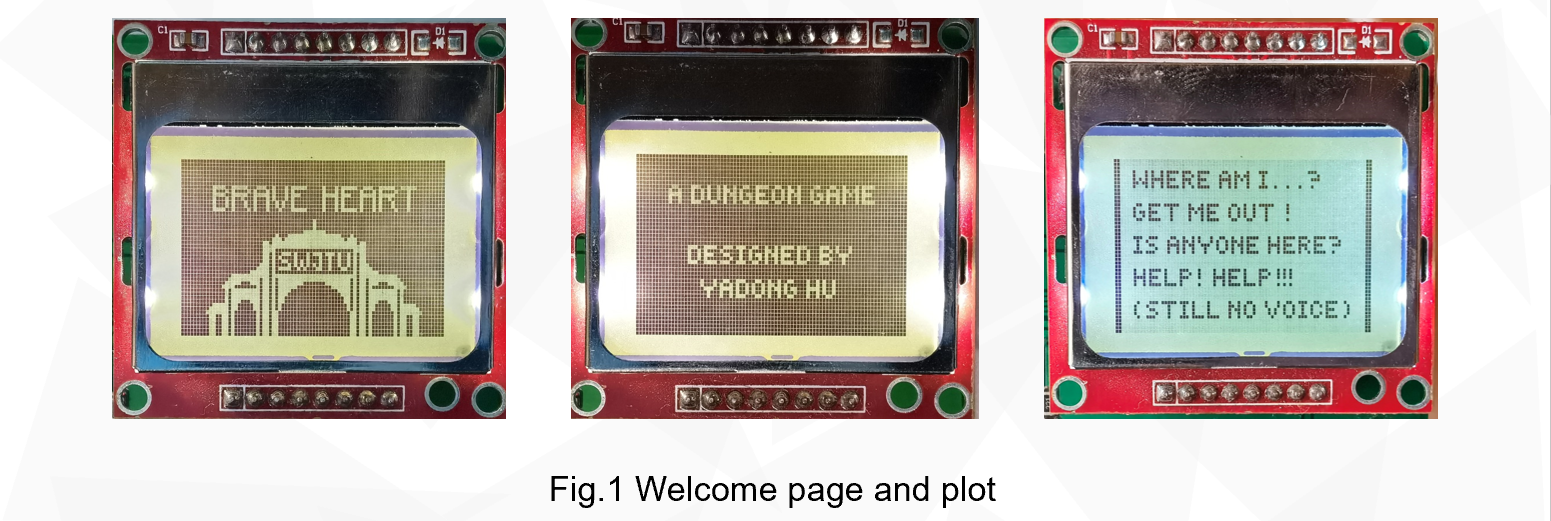 C1
D1
BRAVE HEART
SWJTU
C1
D1
A DUNGEON GAME
DESIGNED BY
YADONG HU
C1
D1
WHERE AM I...?
GET ME OUT !
IS ANYONE HERE?
HELP! HELP!!!
(STILL NO VOICE)
Fig.1 Welcome page and plot